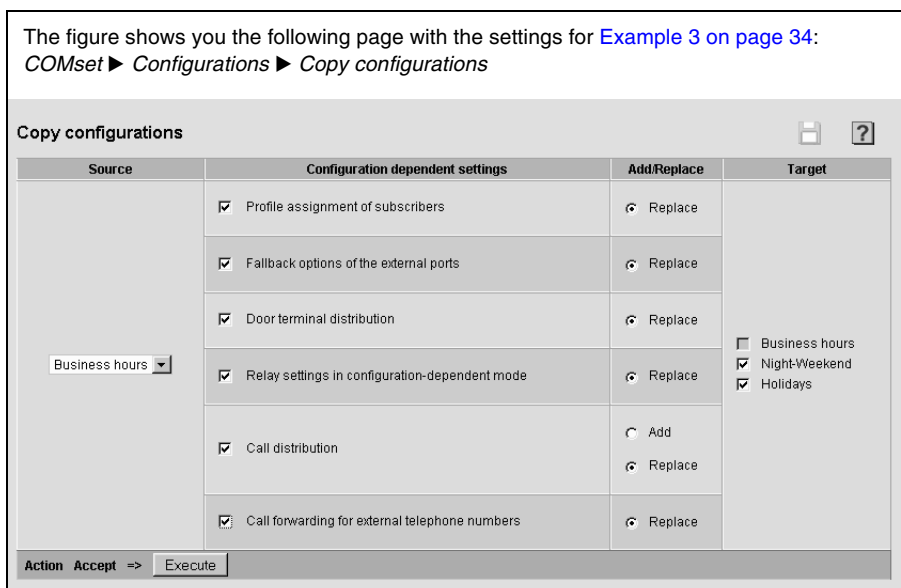 The figure shows you the following page with the settings for Example 3 on page 34:
COMset ▶ Configurations ▶ Copy configurations
Copy configurations
?
Source Configuration dependent settings Add/Replace Target
Profile assignment of subscribers Replace
Fallback options of the external ports Replace
Door terminal distribution Replace
Business hours
Relay settings in configuration-dependent mode Replace
Call distribution Add
Replace
Call forwarding for external telephone numbers Replace
Business hours
Night-Weekend
Holidays
Action Accept => Execute